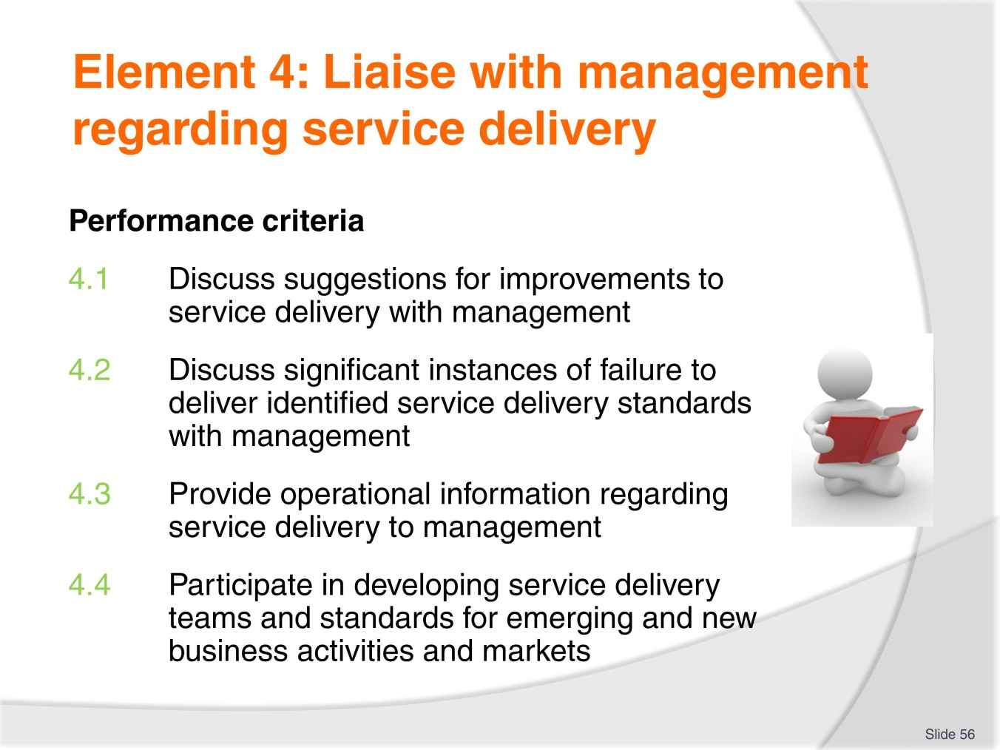 Element 4: Liaise with management
regarding service delivery
Performance criteria
4.1 Discuss suggestions for improvements to
service delivery with management
4.2 Discuss significant instances of failure to
deliver identified service delivery standards
with management
4.3 Provide operational information regarding
service delivery to management
4.4 Participate in developing service delivery
teams and standards for emerging and new
business activities and markets
Slide 56